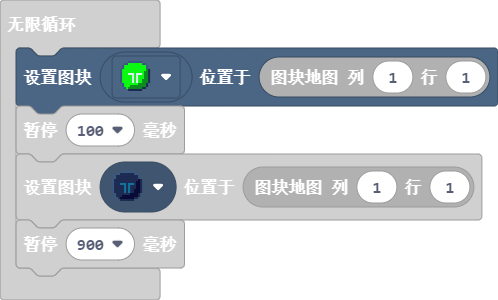 无限循环
设置图块 位置于 图块地图 列 1 行 1
暂停 100 毫秒
设置图块 位置于 图块地图 列 1 行 1
暂停 900 毫秒